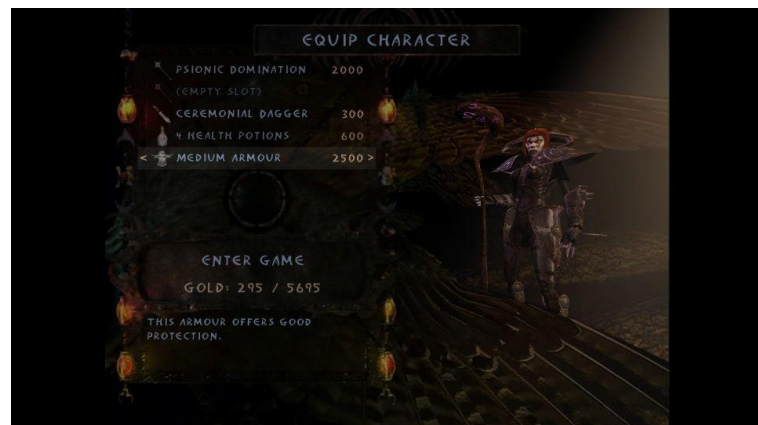 EQUIP CHARACTER
PSIONIC DOMINATION 2000
(EMPTY SLOT)
CEREMONIAL DAGGER 300
4 HEALTH POTIONS 600
< MEDIUM ARMOUR 2500 >
ENTER GAME
GOLD: 295 / 5695
THIS ARMOUR OFFERS GOOD
PROTECTION.